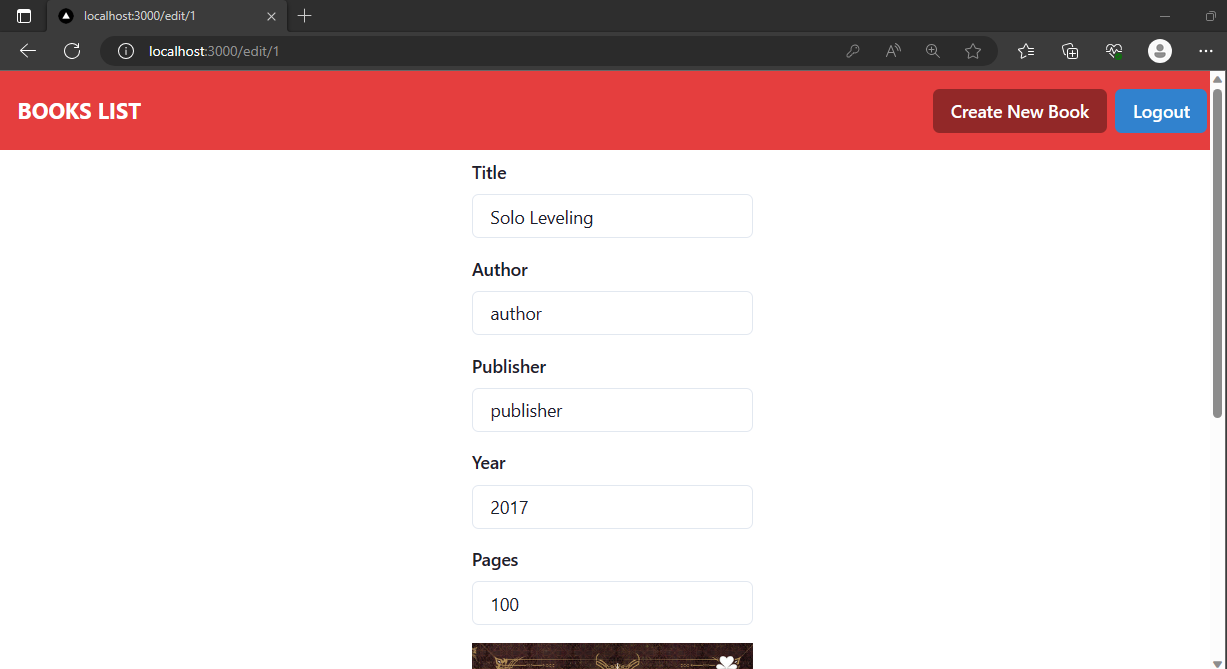 localhost:3000/edit/1
localhost:3000/edit/1
BOOKS LIST
Create New Book
Logout
Title
Solo Leveling
Author
author
Publisher
publisher
Year
2017
Pages
100